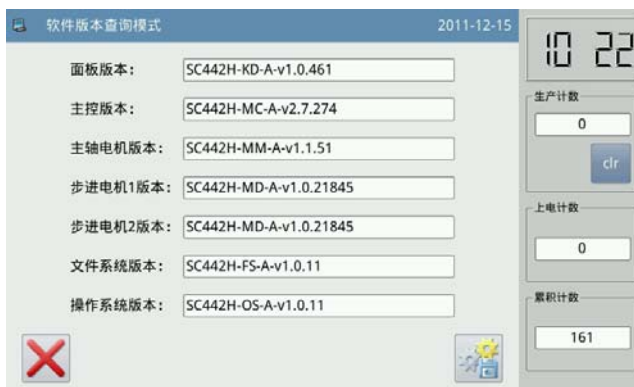 软件版本查询模式 2011-12-15
面板版本： SC442H-KD-A-v1.0.461
主控版本： SC442H-MC-A-v2.7.274
主轴电机版本： SC442H-MM-A-v1.1.51
步进电机1版本： SC442H-MD-A-v1.0.21845
步进电机2版本： SC442H-MD-A-v1.0.21845
文件系统版本： SC442H-FS-A-v1.0.11
操作系统版本： SC442H-OS-A-v1.0.11
10 22
生产计数
0
clr
上电计数
0
累积计数
161